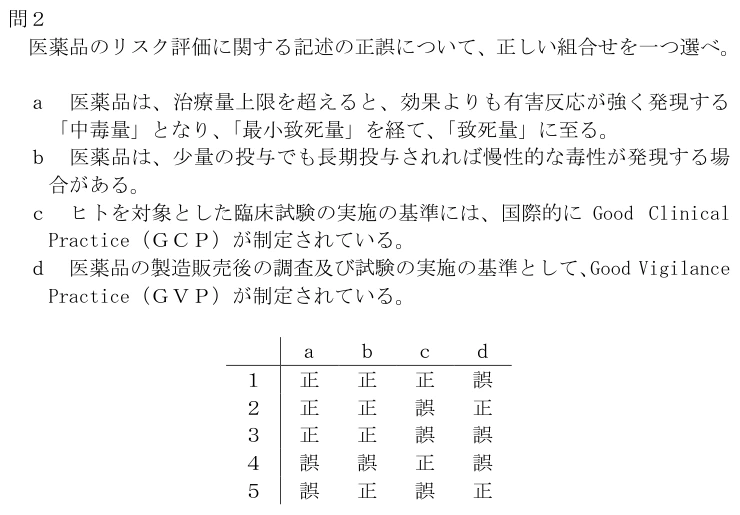 問２
医薬品のリスク評価に関する記述の正誤について、正しい組合せを一つ選べ。
ａ　医薬品は、治療量上限を超えると、効果よりも有害反応が強く発現する
「中毒量」となり、「最小致死量」を経て、「致死量」に至る。
ｂ　医薬品は、少量の投与でも長期投与されれば慢性的な毒性が発現する場
合がある。
ｃ　ヒトを対象とした臨床試験の実施の基準には、国際的に Good Clinical
Practice（ＧＣＰ）が制定されている。
ｄ　医薬品の製造販売後の調査及び試験の実施の基準として、Good Vigilance
Practice（ＧＶＰ）が制定されている。
ａ ｂ ｃ ｄ
１ 正 正 正 誤
２ 正 正 誤 正
３ 正 正 誤 誤
４ 誤 誤 正 誤
５ 誤 正 誤 正